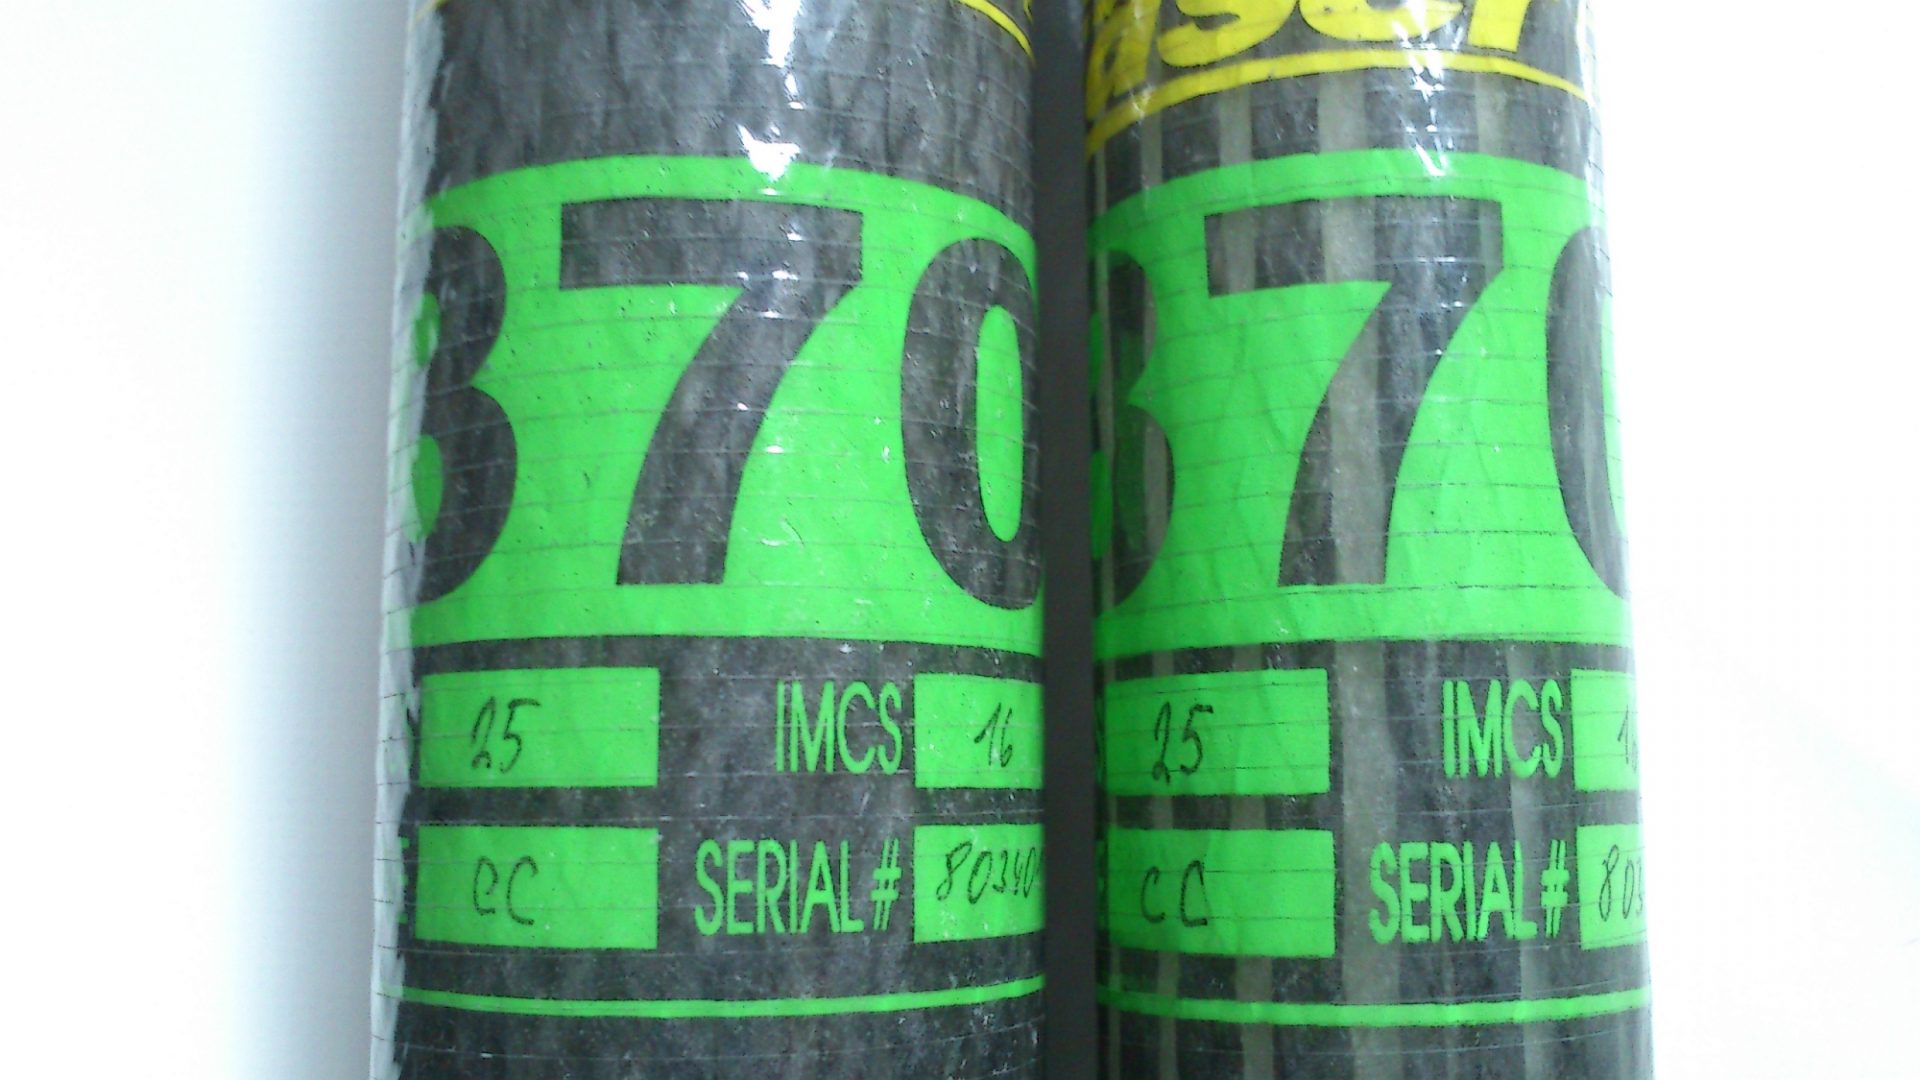 370
25 IMCS 16
CC SERIAL #
370
25 IMCS
CC SERIAL #